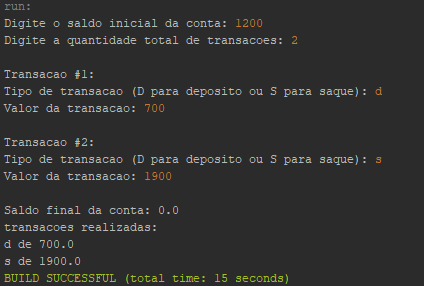 run:
Digite o saldo inicial da conta: 1200
Digite a quantidade total de transacoes: 2
Transacao #1:
Tipo de transacao (D para deposito ou S para saque): d
Valor da transacao: 700
Transacao #2:
Tipo de transacao (D para deposito ou S para saque): s
Valor da transacao: 1900
Saldo final da conta: 0.0
transacoes realizadas:
d de 700.0
s de 1900.0
BUILD SUCCESSFUL (total time: 15 seconds)